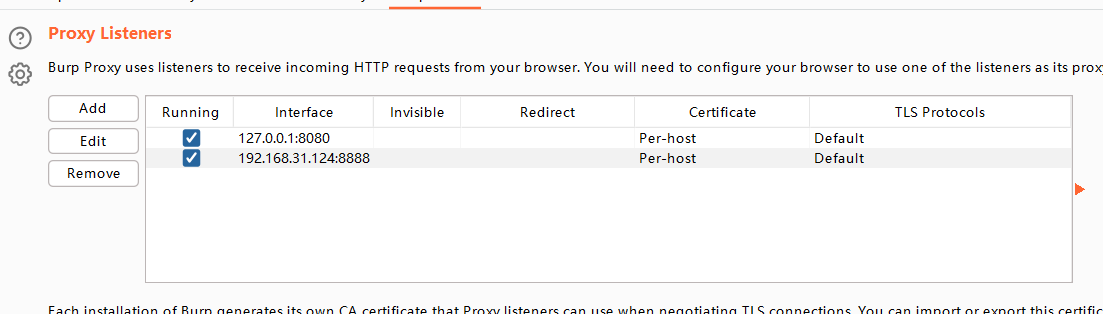 Proxy Listeners
Burp Proxy uses listeners to receive incoming HTTP requests from your browser. You will need to configure your browser to use one of the listeners as its proxy
Add
Edit
Remove
Running Interface Invisible Redirect Certificate TLS Protocols
127.0.0.1:8080 Per-host Default
192.168.31.124:8888 Per-host Default
Each installation of Burp generates its own CA certificate that Proxy listeners can use when negotiating TLS connections. You can import or export this certific